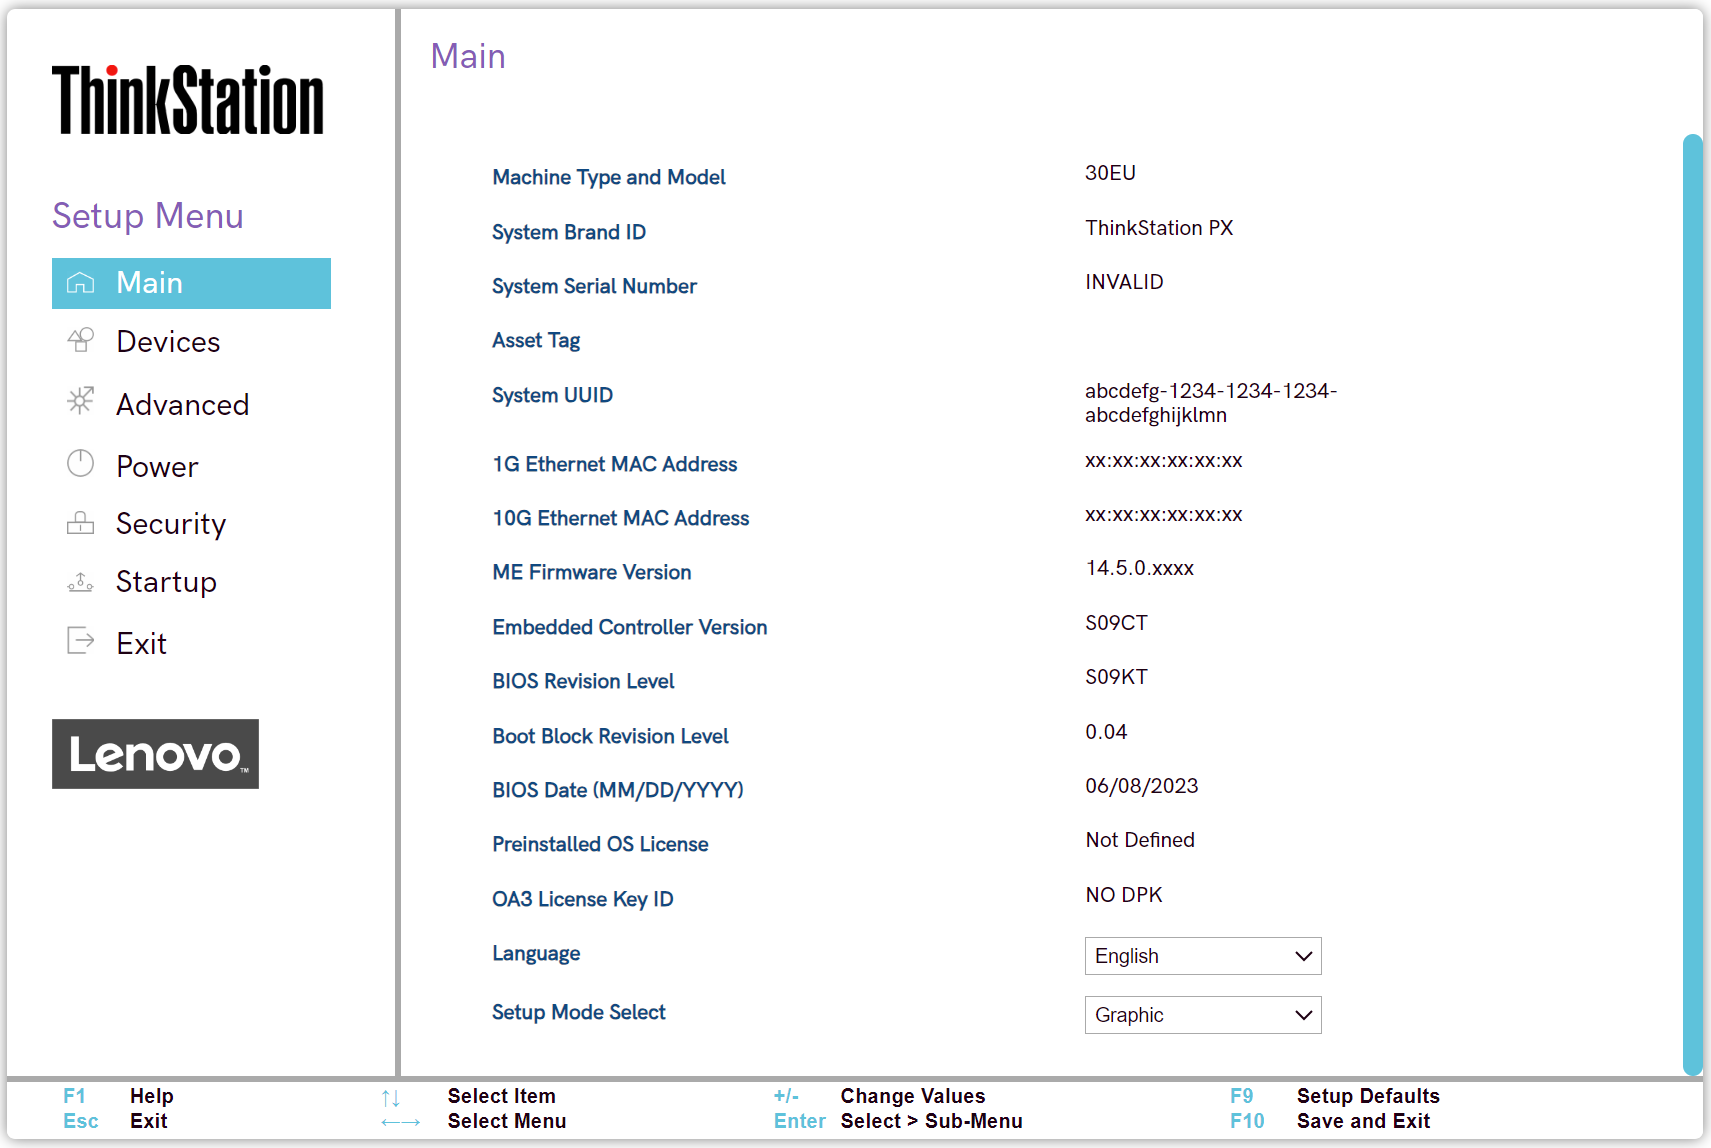 ThinkStation
Setup Menu
Main
Devices
Advanced
Power
Security
Startup
Exit
Lenovo™
Main
Machine Type and Model 30EU
System Brand ID ThinkStation PX
System Serial Number INVALID
Asset Tag
System UUID abcdefg-1234-1234-1234-
abcdefghijklmn
1G Ethernet MAC Address xx:xx:xx:xx:xx:xx
10G Ethernet MAC Address xx:xx:xx:xx:xx:xx
ME Firmware Version 14.5.0.xxxx
Embedded Controller Version S09CT
BIOS Revision Level S09KT
Boot Block Revision Level 0.04
BIOS Date (MM/DD/YYYY) 06/08/2023
Preinstalled OS License Not Defined
OA3 License Key ID NO DPK
Language English
Setup Mode Select Graphic
F1 Help ↑↓ Select Item +/- Change Values F9 Setup Defaults
Esc Exit ←→ Select Menu Enter Select > Sub-Menu F10 Save and Exit